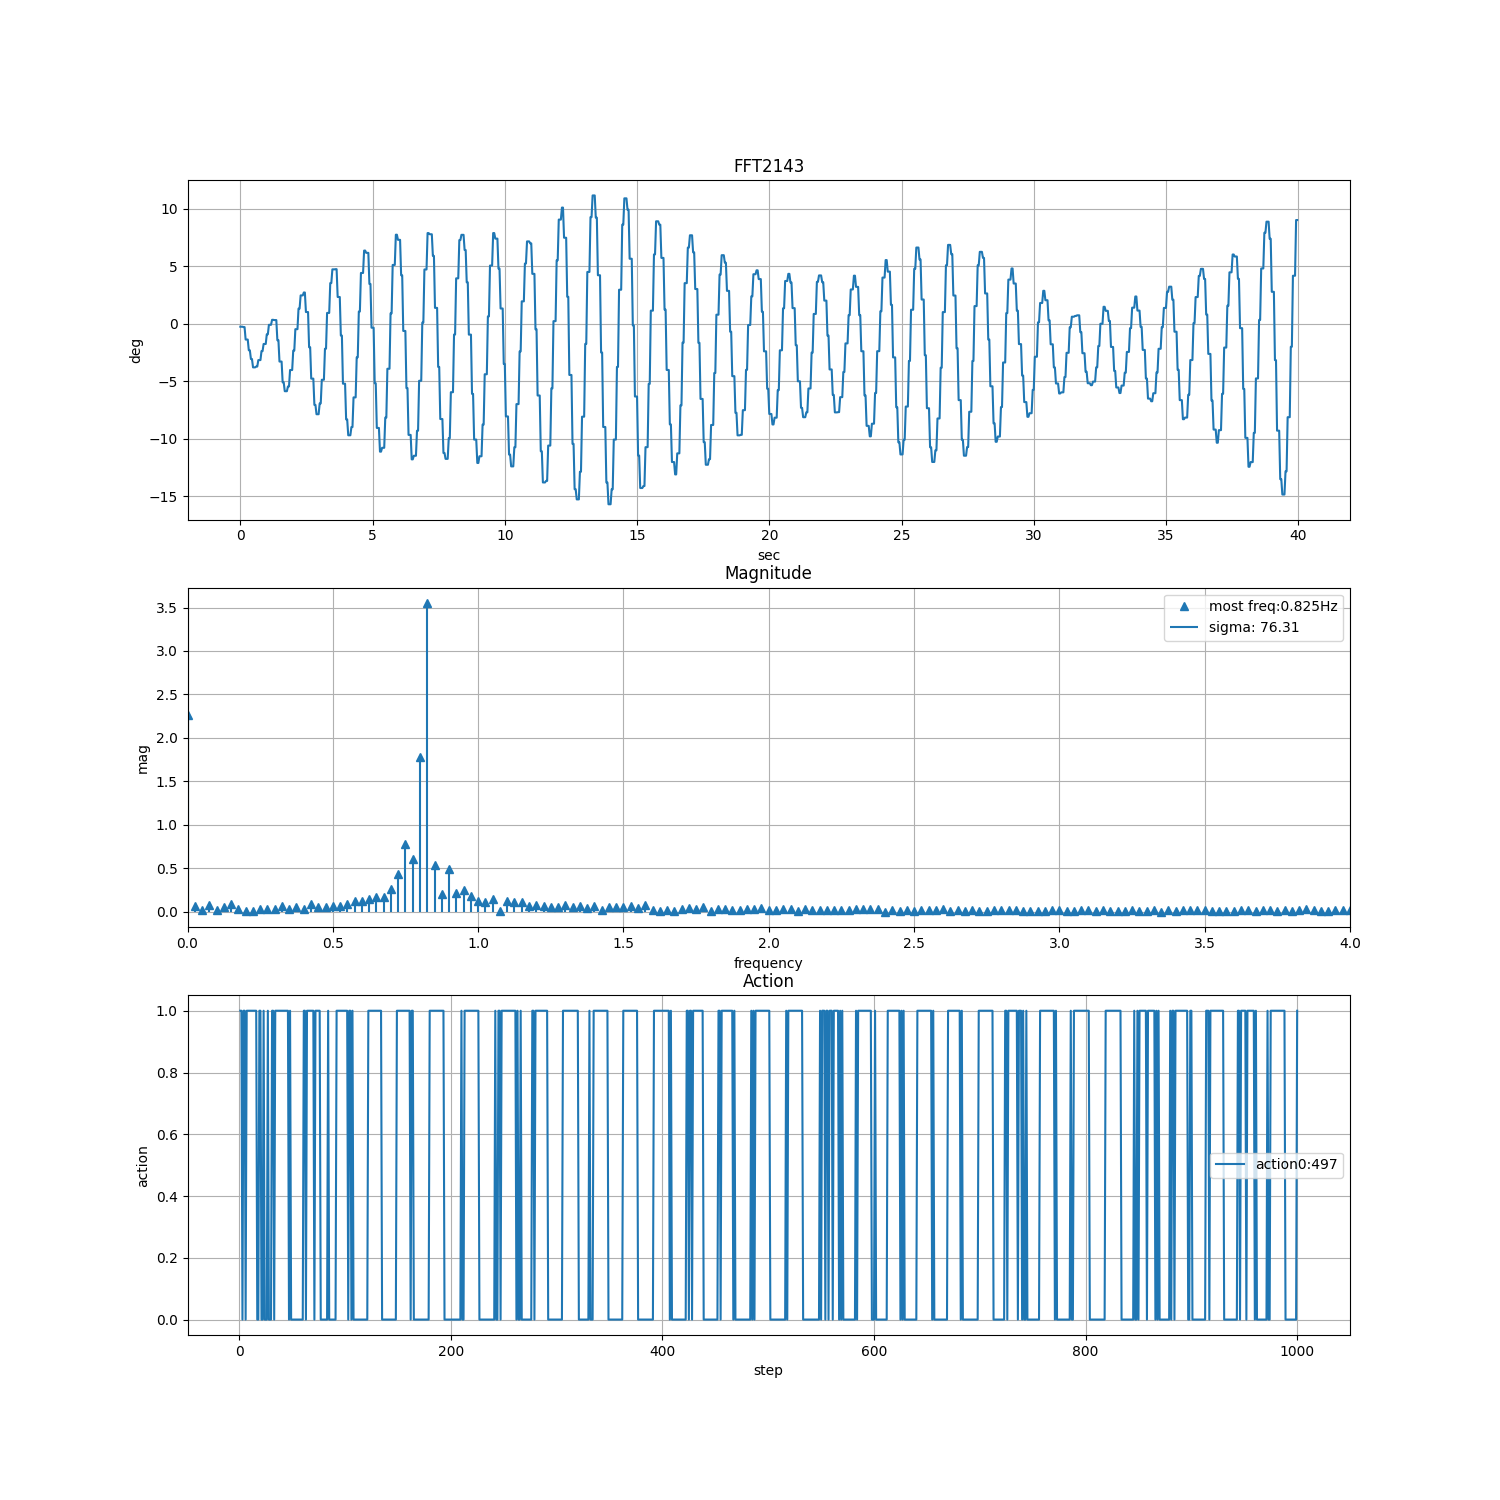 FFT2143
10
5
0
−5
−10
−15
deg
0 5 10 15 20 25 30 35 40
sec
Magnitude
most freq:0.825Hz
sigma: 76.31
3.5
3.0
2.5
2.0
1.5
1.0
0.5
0.0
mag
0.0 0.5 1.0 1.5 2.0 2.5 3.0 3.5 4.0
frequency
Action
1.0
0.8
0.6
0.4
0.2
0.0
action
action0:497
0 200 400 600 800 1000
step